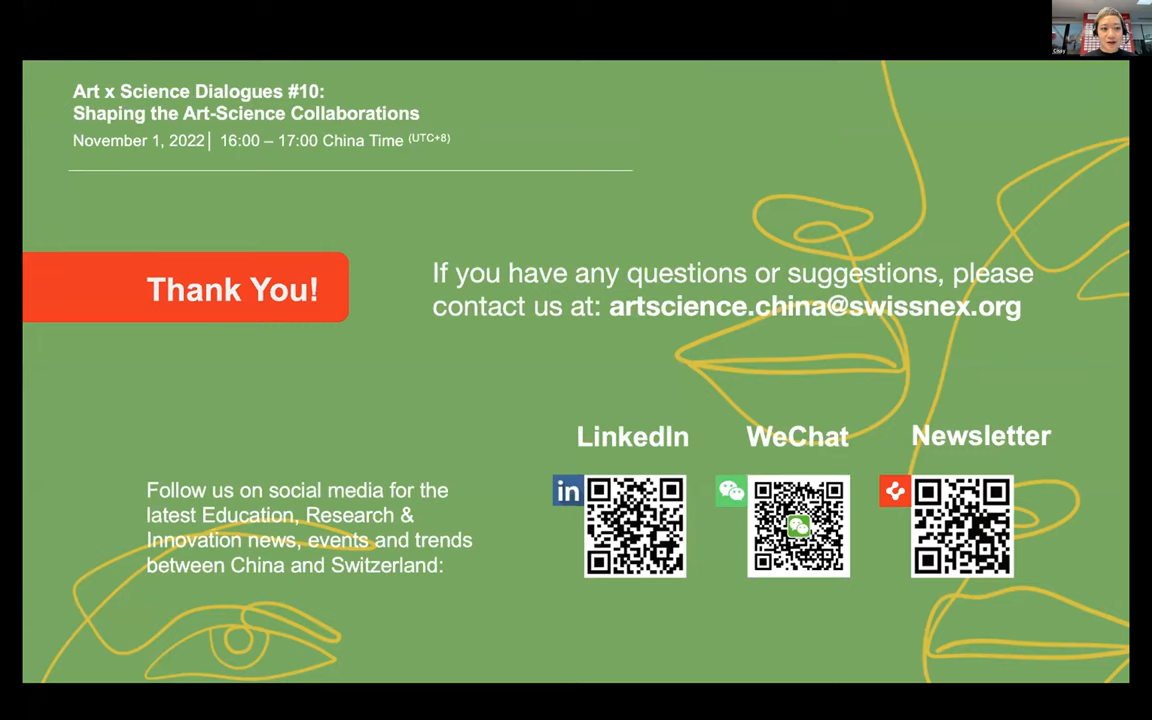 Art x Science Dialogues #10:
Shaping the Art-Science Collaborations
November 1, 2022| 16:00 – 17:00 China Time (UTC+8)
Thank You!
If you have any questions or suggestions, please
contact us at: artscience.china@swissnex.org
LinkedIn
WeChat
Newsletter
in
Follow us on social media for the
latest Education, Research &
Innovation news, events and trends
between China and Switzerland: